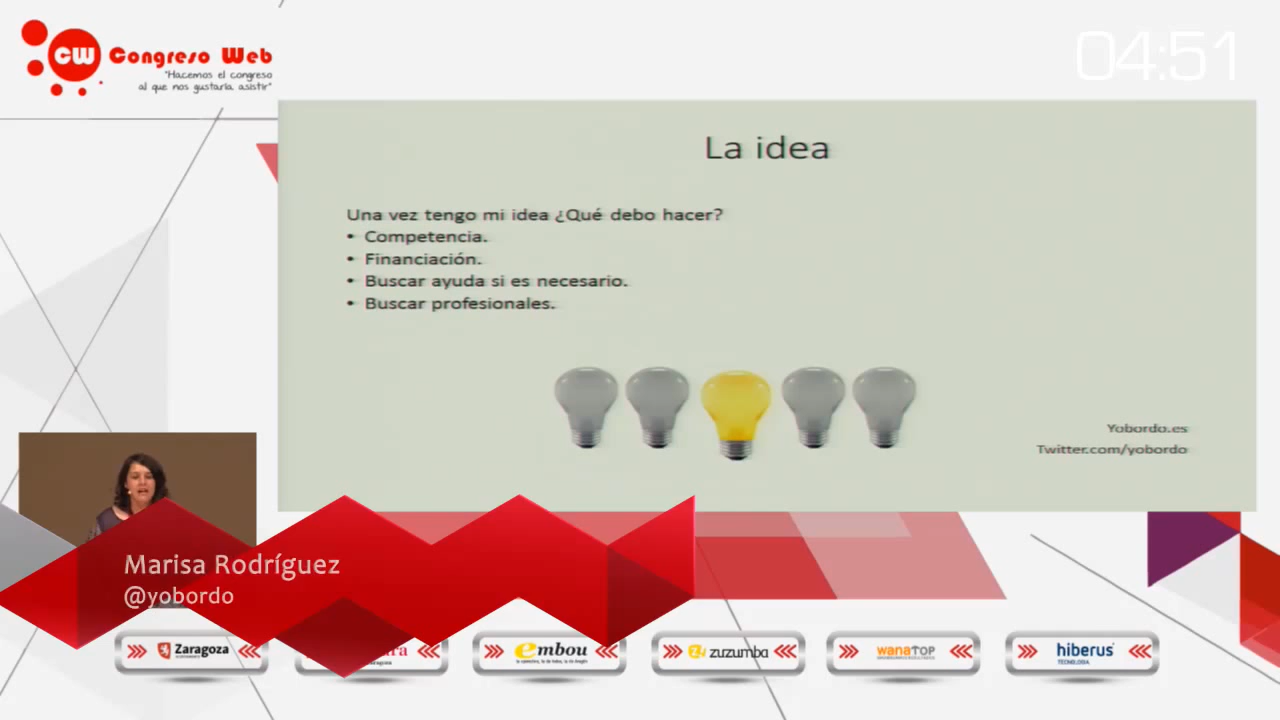 CW Congreso Web
"Hacemos el congreso
al que nos gustaría asistir"
04:51
La idea
Una vez tengo mi idea ¿Qué debo hacer?
• Competencia.
• Financiación.
• Buscar ayuda si es necesario.
• Buscar profesionales.
Yobordo.es
Twitter.com/yobordo
Marisa Rodríguez
@yobordo
Zaragoza
embou
zuzumba
wanaTOP
hiberus
TECNOLOGÍA